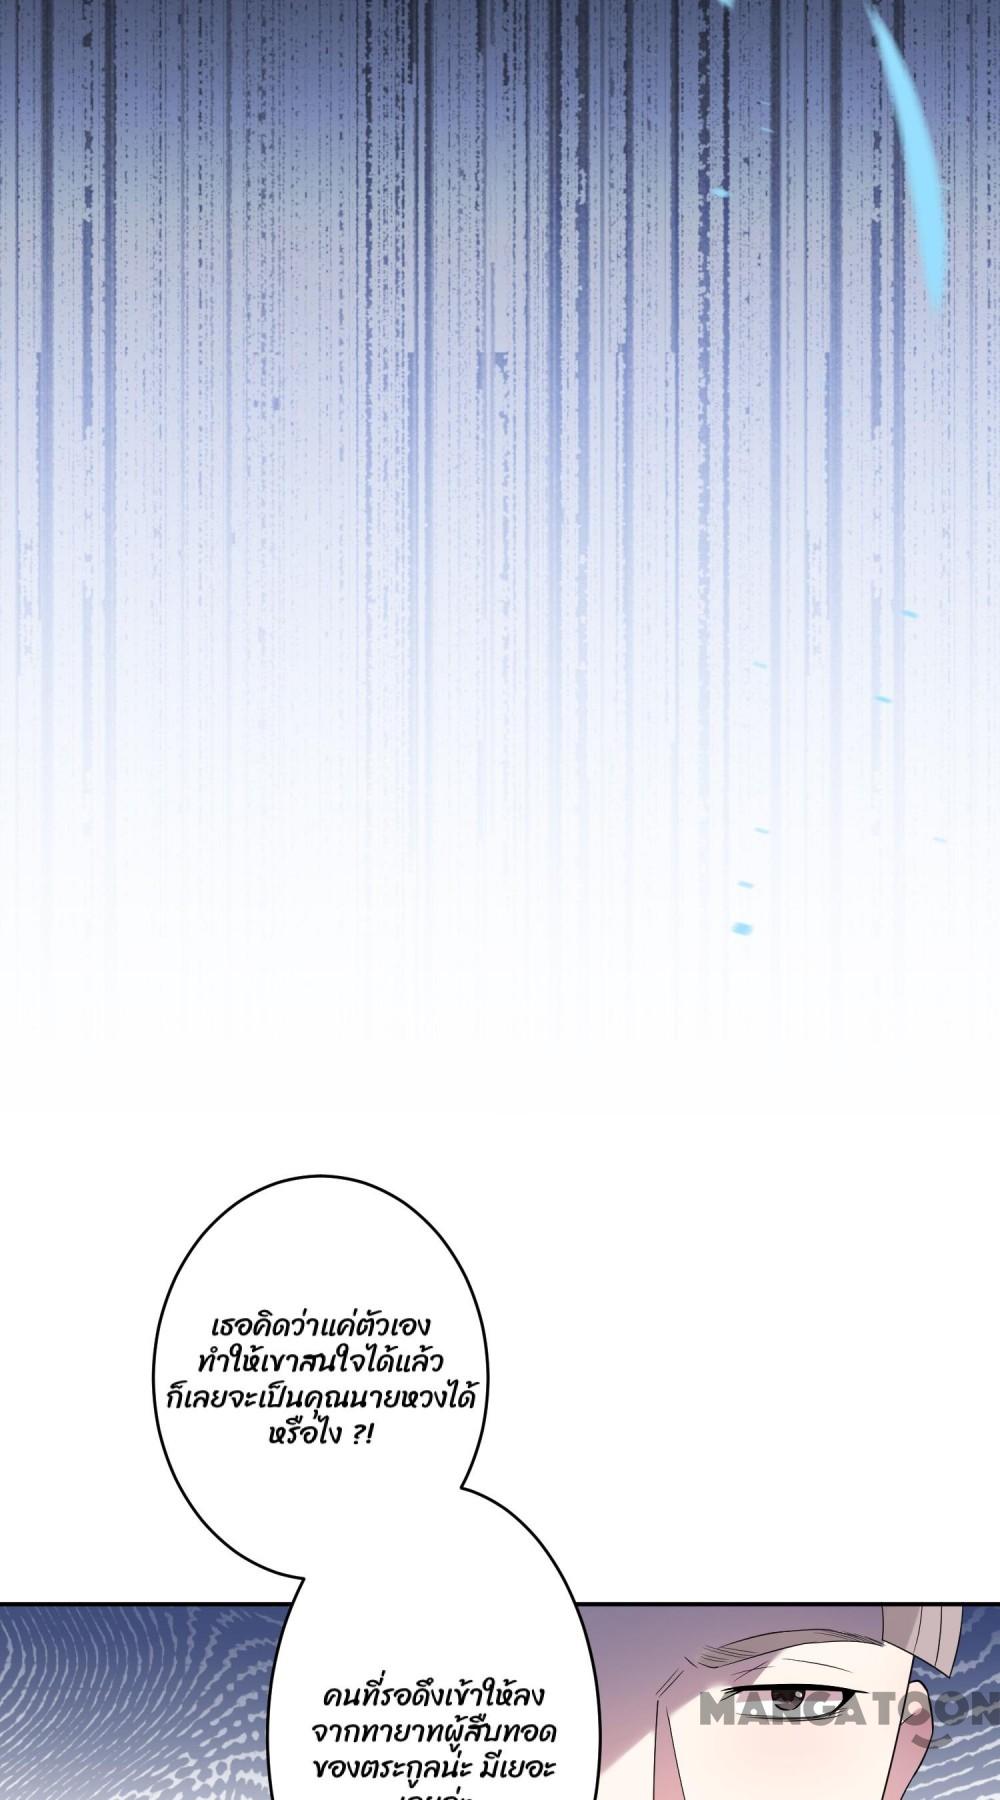 เธอคิดว่าแค่ตัวเอง
ทำให้เขาสนใจได้แล้ว
ก็เลยจะเป็นคุณนายหวงได้
หรือไง ?!
คนที่รอดึงเข้าให้ลง
จากทายาทผู้สืบทอด
ของตระกูลน่ะ มีเยอะ
MANGATOON